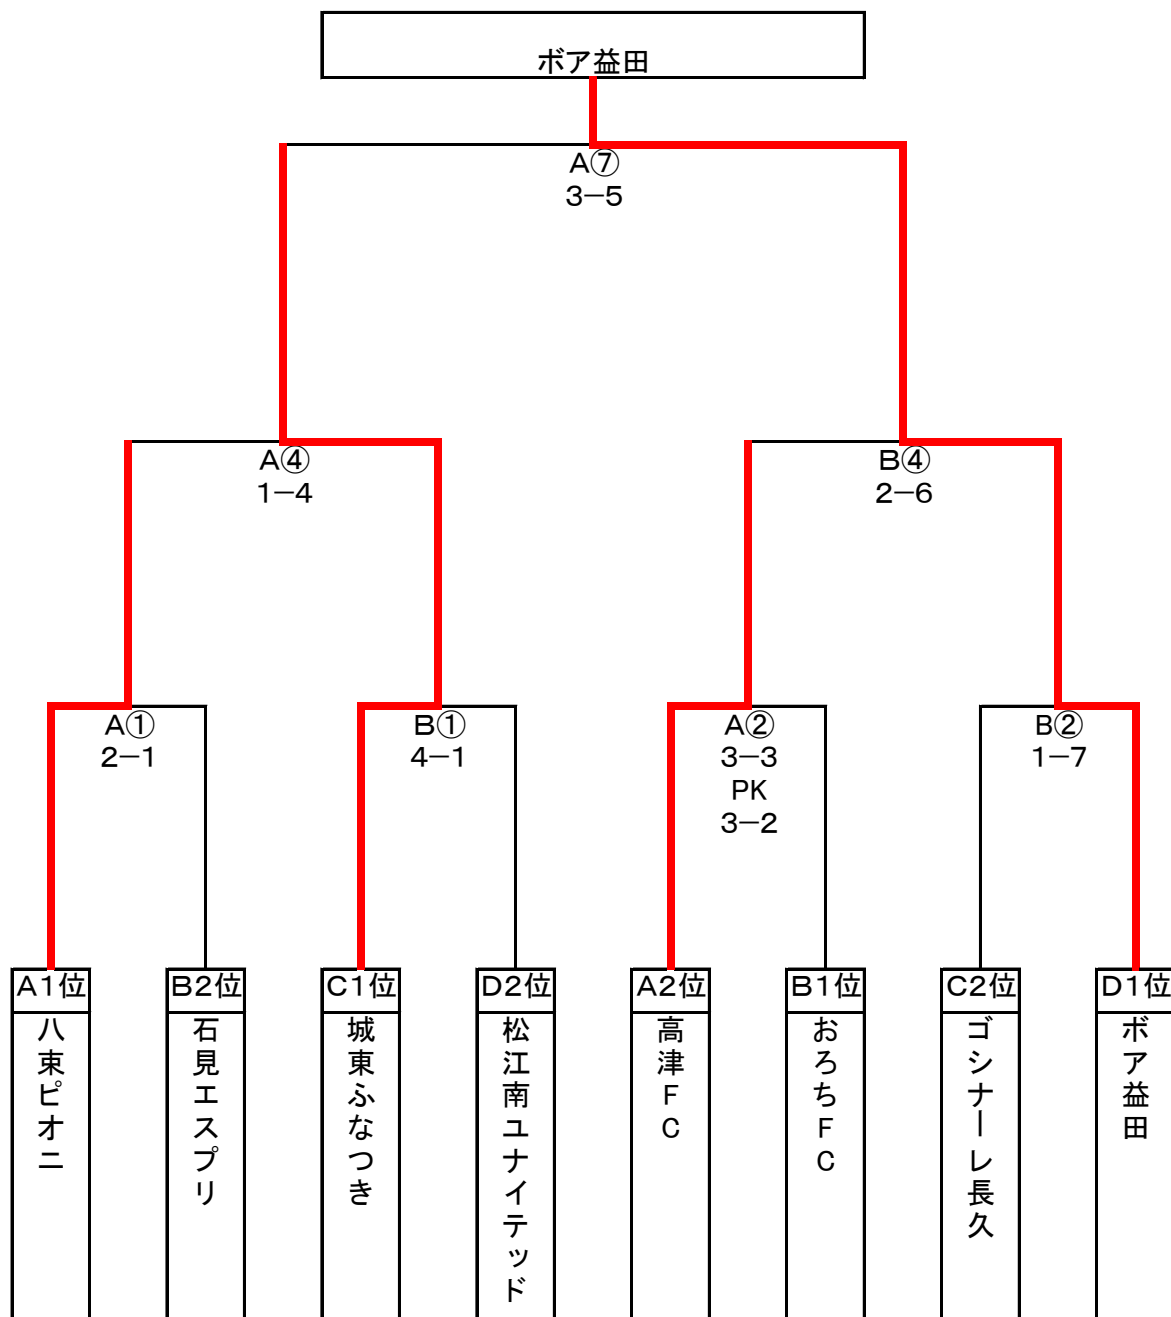 ボア益田
A⑦
3－5
A④
1－4
B④
2－6
A①
2－1
B①
4－1
A②
3－3
PK
3－2
B②
1－7
A1位
B2位
C1位
D2位
A2位
B1位
C2位
D1位
八束ピオニ
石見エスプリ
城東ふなつき
松江南ユナイテッド
高津FC
おろちFC
ゴシナーレ長久
ボア益田